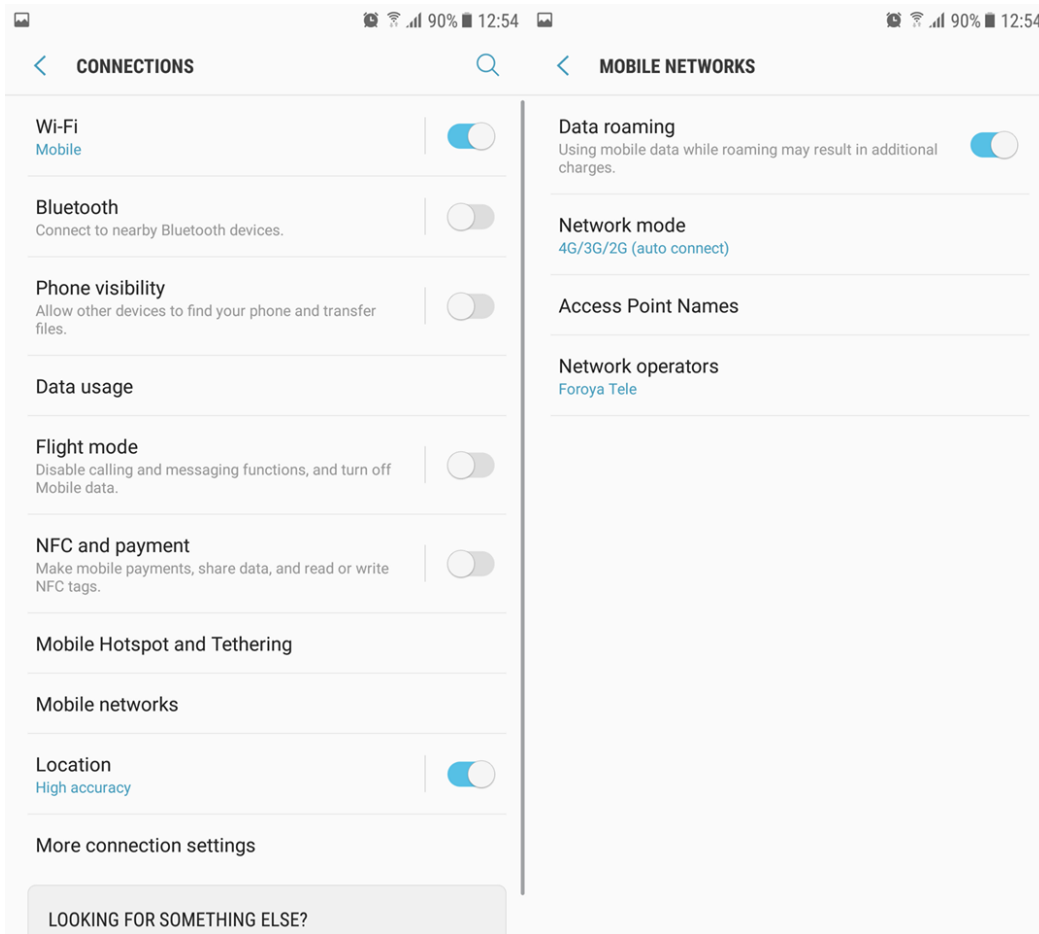 90% 12:54
CONNECTIONS
Wi-Fi
Mobile
Bluetooth
Connect to nearby Bluetooth devices.
Phone visibility
Allow other devices to find your phone and transfer
files.
Data usage
Flight mode
Disable calling and messaging functions, and turn off
Mobile data.
NFC and payment
Make mobile payments, share data, and read or write
NFC tags.
Mobile Hotspot and Tethering
Mobile networks
Location
High accuracy
More connection settings
LOOKING FOR SOMETHING ELSE?
90% 12:54
MOBILE NETWORKS
Data roaming
Using mobile data while roaming may result in additional
charges.
Network mode
4G/3G/2G (auto connect)
Access Point Names
Network operators
Foroya Tele